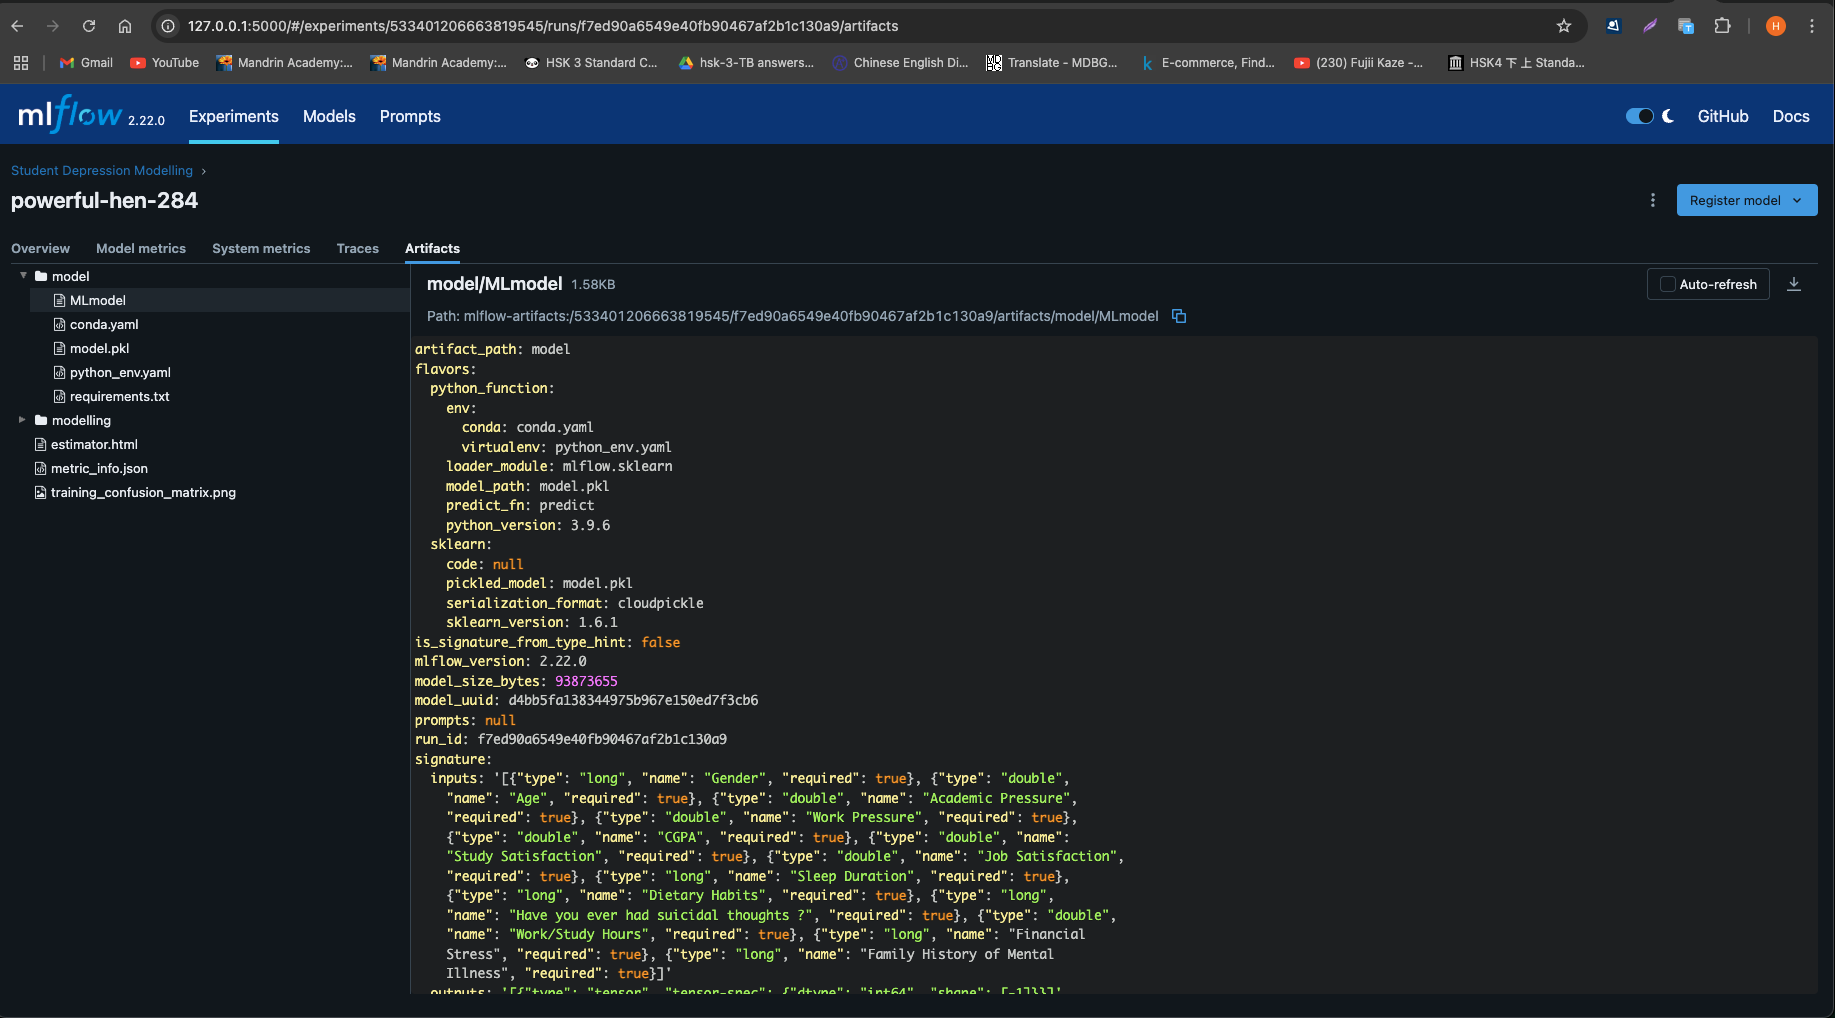 127.0.0.1:5000/#/experiments/533401206663819545/runs/f7ed90a6549e40fb90467af2b1c130a9/artifacts
H
Gmail
YouTube
Mandrin Academy:...
Mandrin Academy:...
HSK 3 Standard C...
hsk-3-TB answers...
Chinese English Di...
Translate - MDBG...
E-commerce, Find...
(230) Fujii Kaze -...
HSK4 下 上 Standa...
mlflow 2.22.0
Experiments
Models
Prompts
GitHub
Docs
Student Depression Modelling
powerful-hen-284
Register model
Overview
Model metrics
System metrics
Traces
Artifacts
model
MLmodel
conda.yaml
model.pkl
python_env.yaml
requirements.txt
modelling
estimator.html
metric_info.json
training_confusion_matrix.png
model/MLmodel 1.58KB
Auto-refresh
Path: mlflow-artifacts:/533401206663819545/f7ed90a6549e40fb90467af2b1c130a9/artifacts/model/MLmodel
artifact_path: model
flavors:
python_function:
env:
conda: conda.yaml
virtualenv: python_env.yaml
loader_module: mlflow.sklearn
model_path: model.pkl
predict_fn: predict
python_version: 3.9.6
sklearn:
code: null
pickled_model: model.pkl
serialization_format: cloudpickle
sklearn_version: 1.6.1
is_signature_from_type_hint: false
mlflow_version: 2.22.0
model_size_bytes: 93873655
model_uuid: d4bb5fa138344975b967e150ed7f3cb6
prompts: null
run_id: f7ed90a6549e40fb90467af2b1c130a9
signature:
inputs: '[{"type": "long", "name": "Gender", "required": true}, {"type": "double",
"name": "Age", "required": true}, {"type": "double", "name": "Academic Pressure",
"required": true}, {"type": "double", "name": "Work Pressure", "required": true},
{"type": "double", "name": "CGPA", "required": true}, {"type": "double", "name":
"Study Satisfaction", "required": true}, {"type": "double", "name": "Job Satisfaction",
"required": true}, {"type": "long", "name": "Sleep Duration", "required": true},
{"type": "long", "name": "Dietary Habits", "required": true}, {"type": "long",
"name": "Have you ever had suicidal thoughts ?", "required": true}, {"type": "double",
"name": "Work/Study Hours", "required": true}, {"type": "long", "name": "Financial
Stress", "required": true}, {"type": "long", "name": "Family History of Mental
Illness", "required": true}]'
outputs: '[{"type": "tensor", "tensor-spec": {"dtype": "int64", "shape": [-1]}}]'